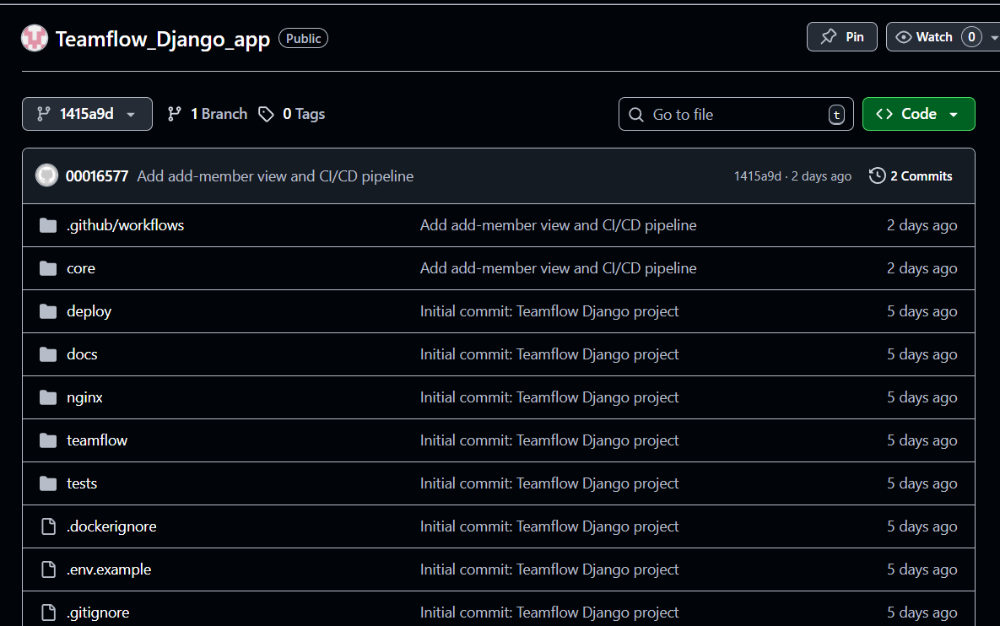 Teamflow_Django_app Public Pin Watch 0
1415a9d 1 Branch 0 Tags Go to file t Code
00016577 Add add-member view and CI/CD pipeline 1415a9d · 2 days ago 2 Commits
.github/workflows Add add-member view and CI/CD pipeline 2 days ago
core Add add-member view and CI/CD pipeline 2 days ago
deploy Initial commit: Teamflow Django project 5 days ago
docs Initial commit: Teamflow Django project 5 days ago
nginx Initial commit: Teamflow Django project 5 days ago
teamflow Initial commit: Teamflow Django project 5 days ago
tests Initial commit: Teamflow Django project 5 days ago
.dockerignore Initial commit: Teamflow Django project 5 days ago
.env.example Initial commit: Teamflow Django project 5 days ago
.gitignore Initial commit: Teamflow Django project 5 days ago